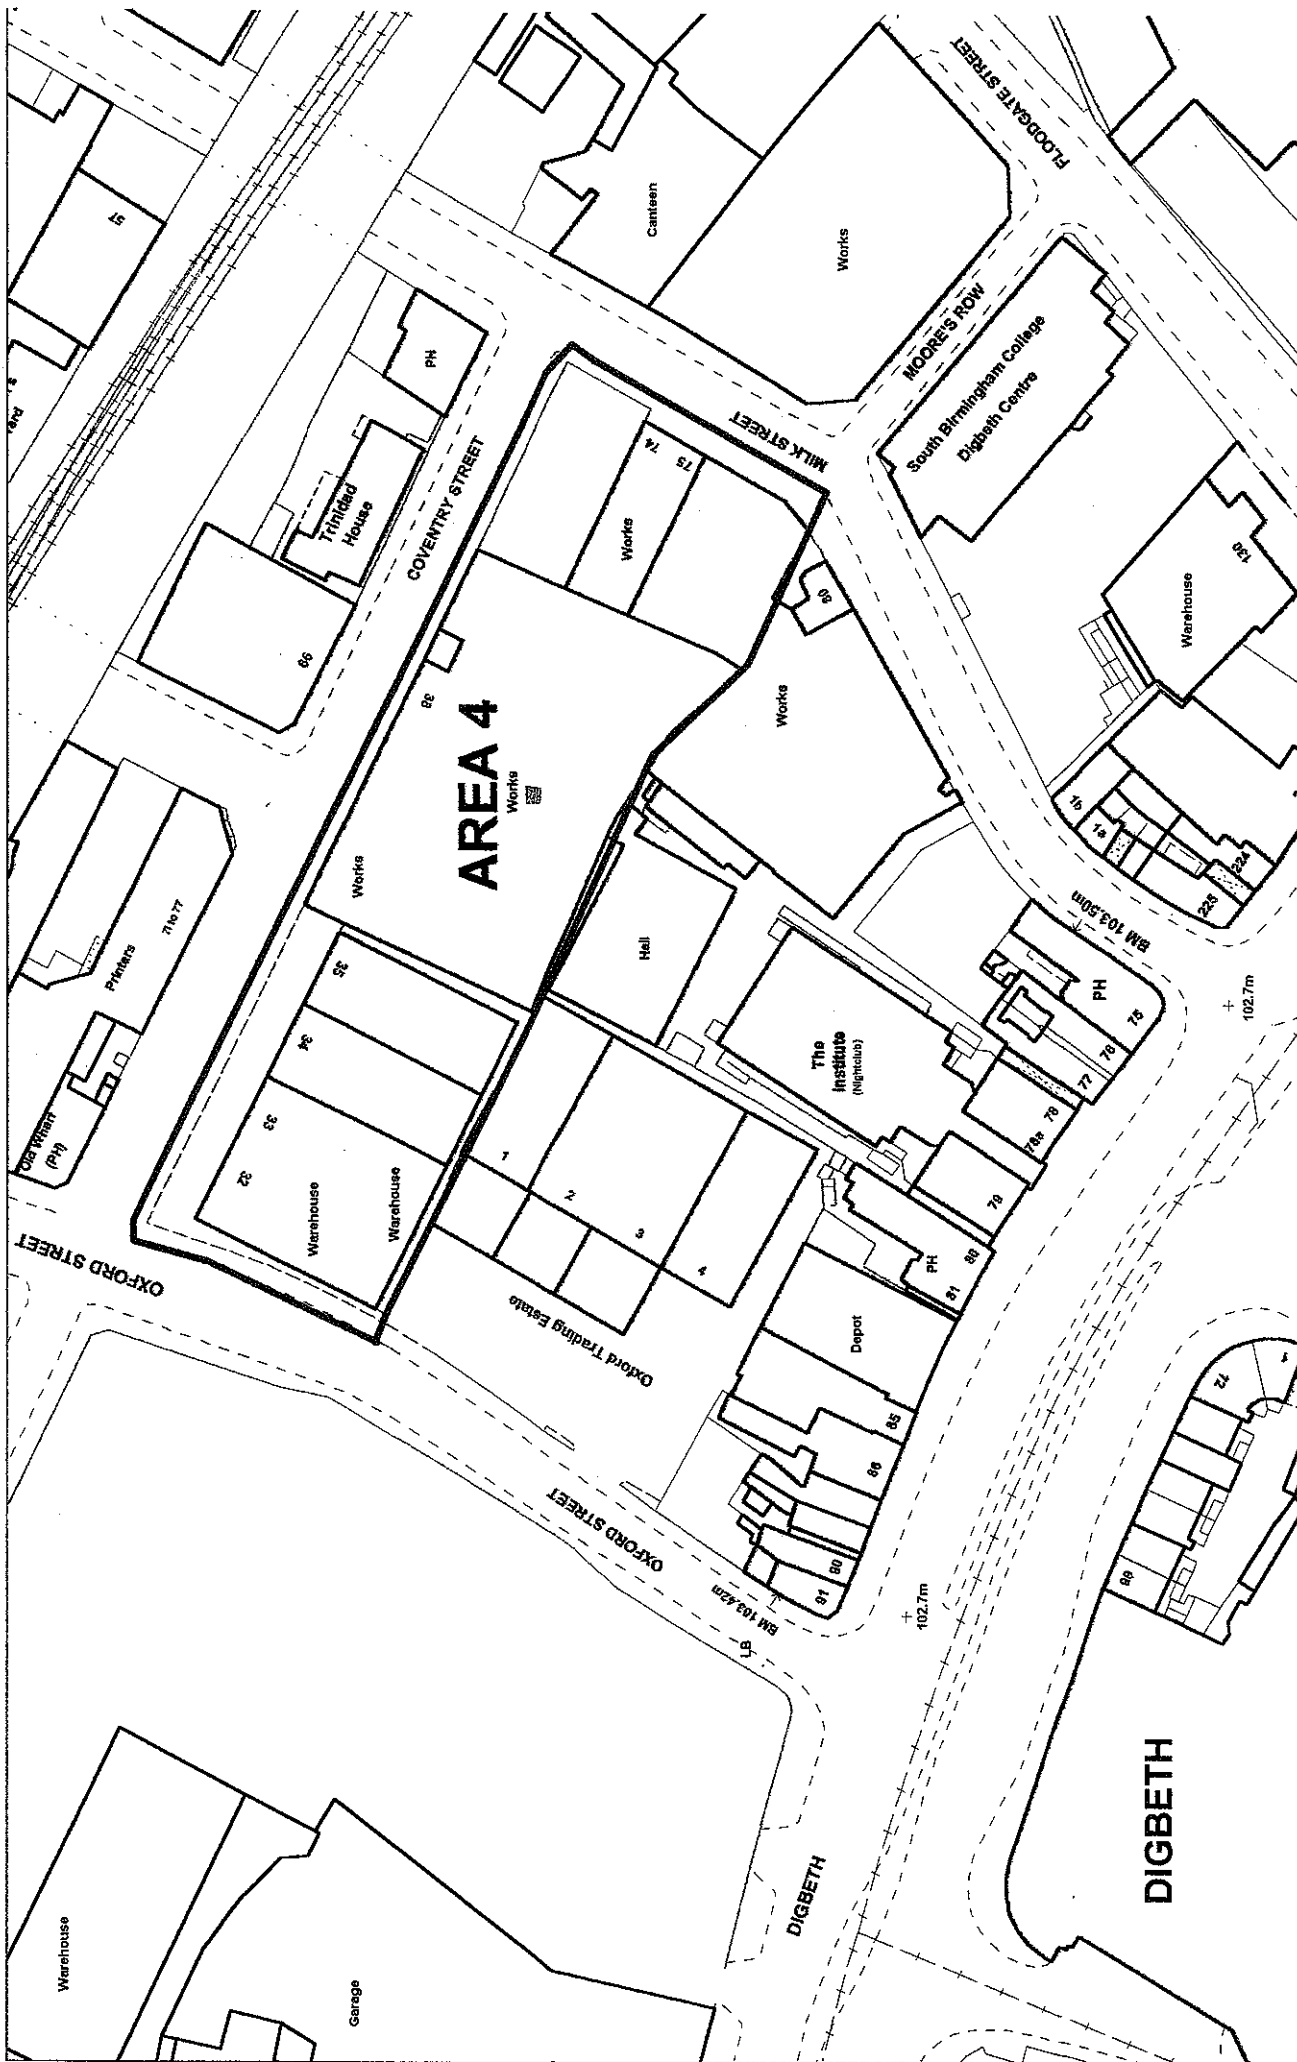 57
ard
PH
Trinidad
House
COVENTRY STREET
66
Printers
71 to 77
Old Wharf
(PH)
OXFORD STREET
FLOODGATE STREET
Canteen
Works
MOORE'S ROW
South Birmingham College
Digbeth Centre
MILK STREET
74
75
Works
38
AREA 4
Works
Works
35
34
33
32
Warehouse
Warehouse
80
Works
Warehouse
130
1b
1a
224
225
BM 103.50m
102.7m
Hall
The
Institute
(Nightclub)
PH
75
76
77
78
78a
79
PH
80
81
1
2
3
4
Oxford Trading Estate
Depot
85
86
90
91
OXFORD STREET
BM 103.42m
LB
102.7m
72
1
DIGBETH
DIGBETH
Warehouse
Garage